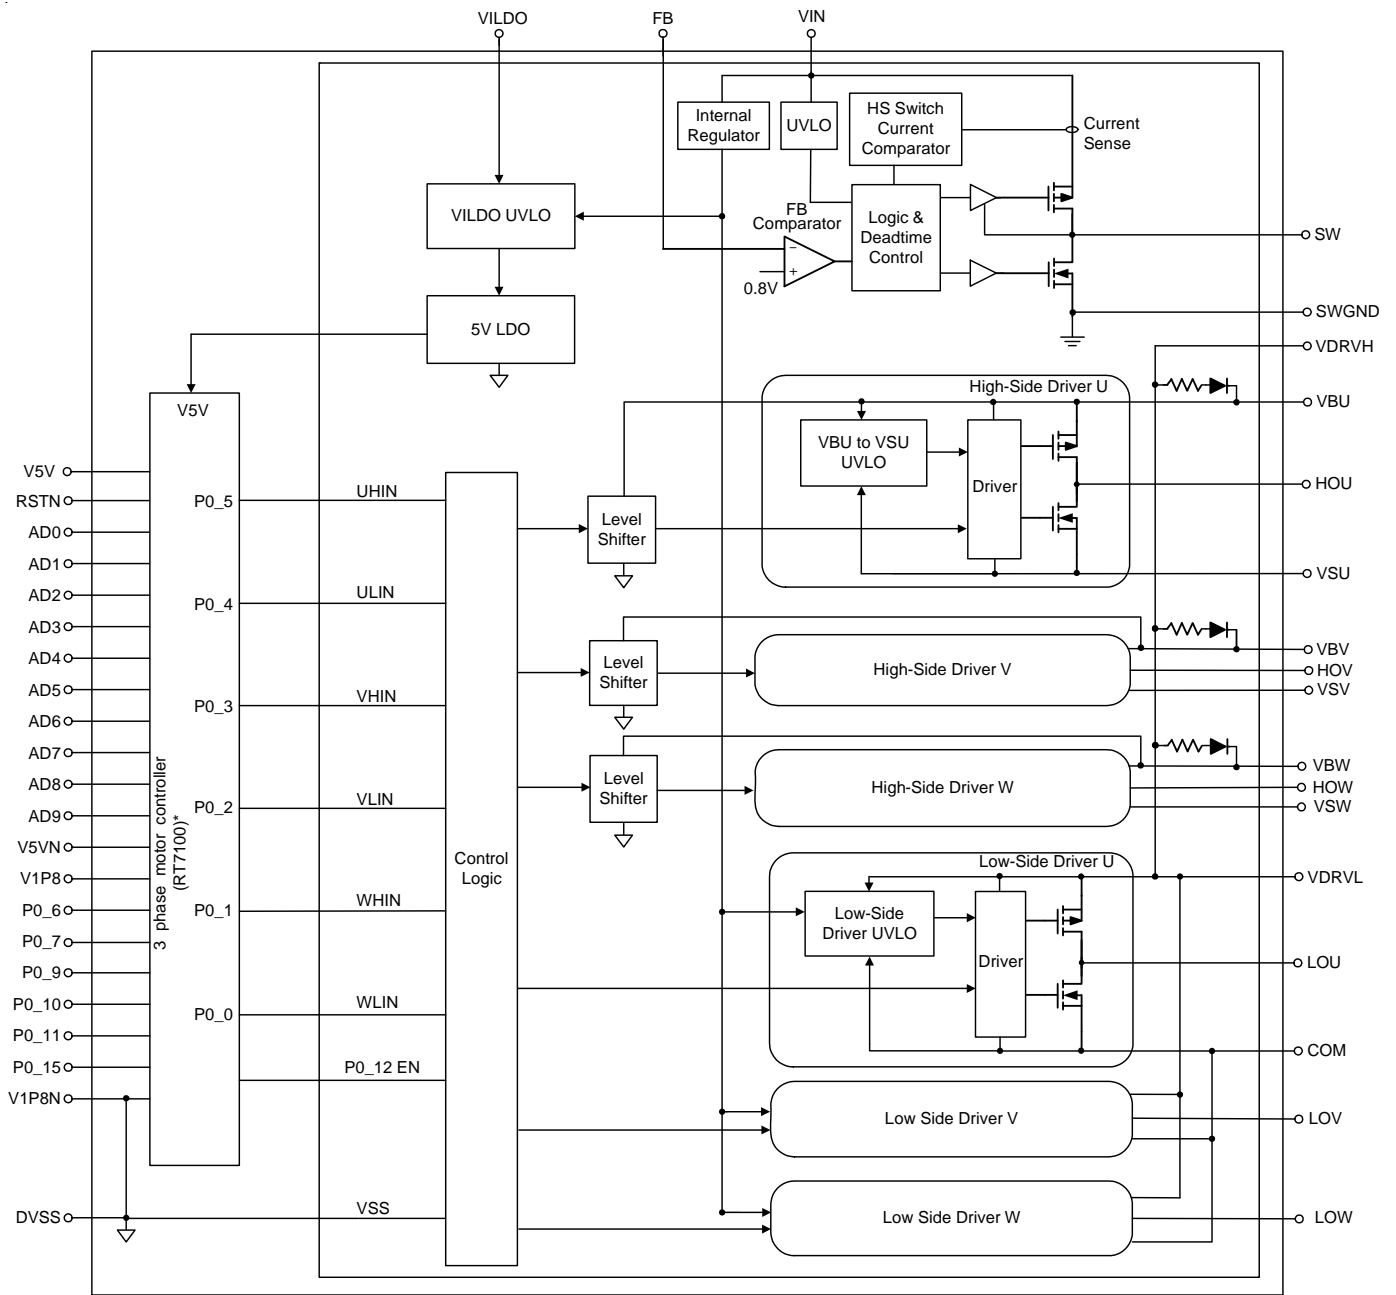 VILDO
FB
VIN
Internal
Regulator
UVLO
HS Switch
Current
Comparator
Current
Sense
VILDO UVLO
FB
Comparator
−
+
0.8V
Logic &
Deadtime
Control
SW
SWGND
5V LDO
VDRVH
V5V
High-Side Driver U
VBU
VBU to VSU
UVLO
Driver
HOU
VSU
Level
Shifter
V5V
RSTN
AD0
AD1
AD2
AD3
AD4
AD5
AD6
AD7
AD8
AD9
V5VN
V1P8
P0_6
P0_7
P0_9
P0_10
P0_11
P0_15
V1P8N
DVSS
3 phase motor controller
(RT7100)*
P0_5
P0_4
P0_3
P0_2
P0_1
P0_0
UHIN
ULIN
VHIN
VLIN
WHIN
WLIN
P0_12 EN
VSS
Control
Logic
Level
Shifter
High-Side Driver V
VBV
HOV
VSV
Level
Shifter
High-Side Driver W
VBW
HOW
VSW
Low-Side Driver U
VDRVL
Low-Side
Driver UVLO
Driver
LOU
COM
Low Side Driver V
LOV
Low Side Driver W
LOW